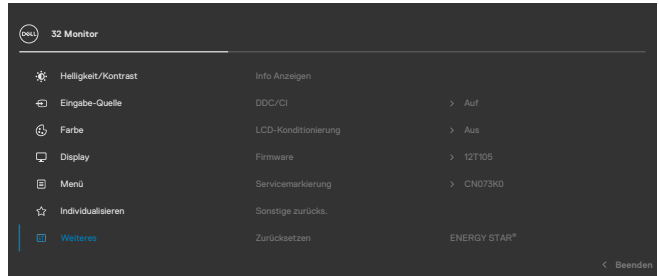 DELL 32 Monitor
Helligkeit/Kontrast Info Anzeigen
Eingabe-Quelle DDC/CI > Auf
Farbe LCD-Konditionierung > Aus
Display Firmware > 12T105
Menü Servicemarkierung > CN073K0
Individualisieren Sonstige zurücks.
Weiteres Zurücksetzen ENERGY STAR®
< Beenden